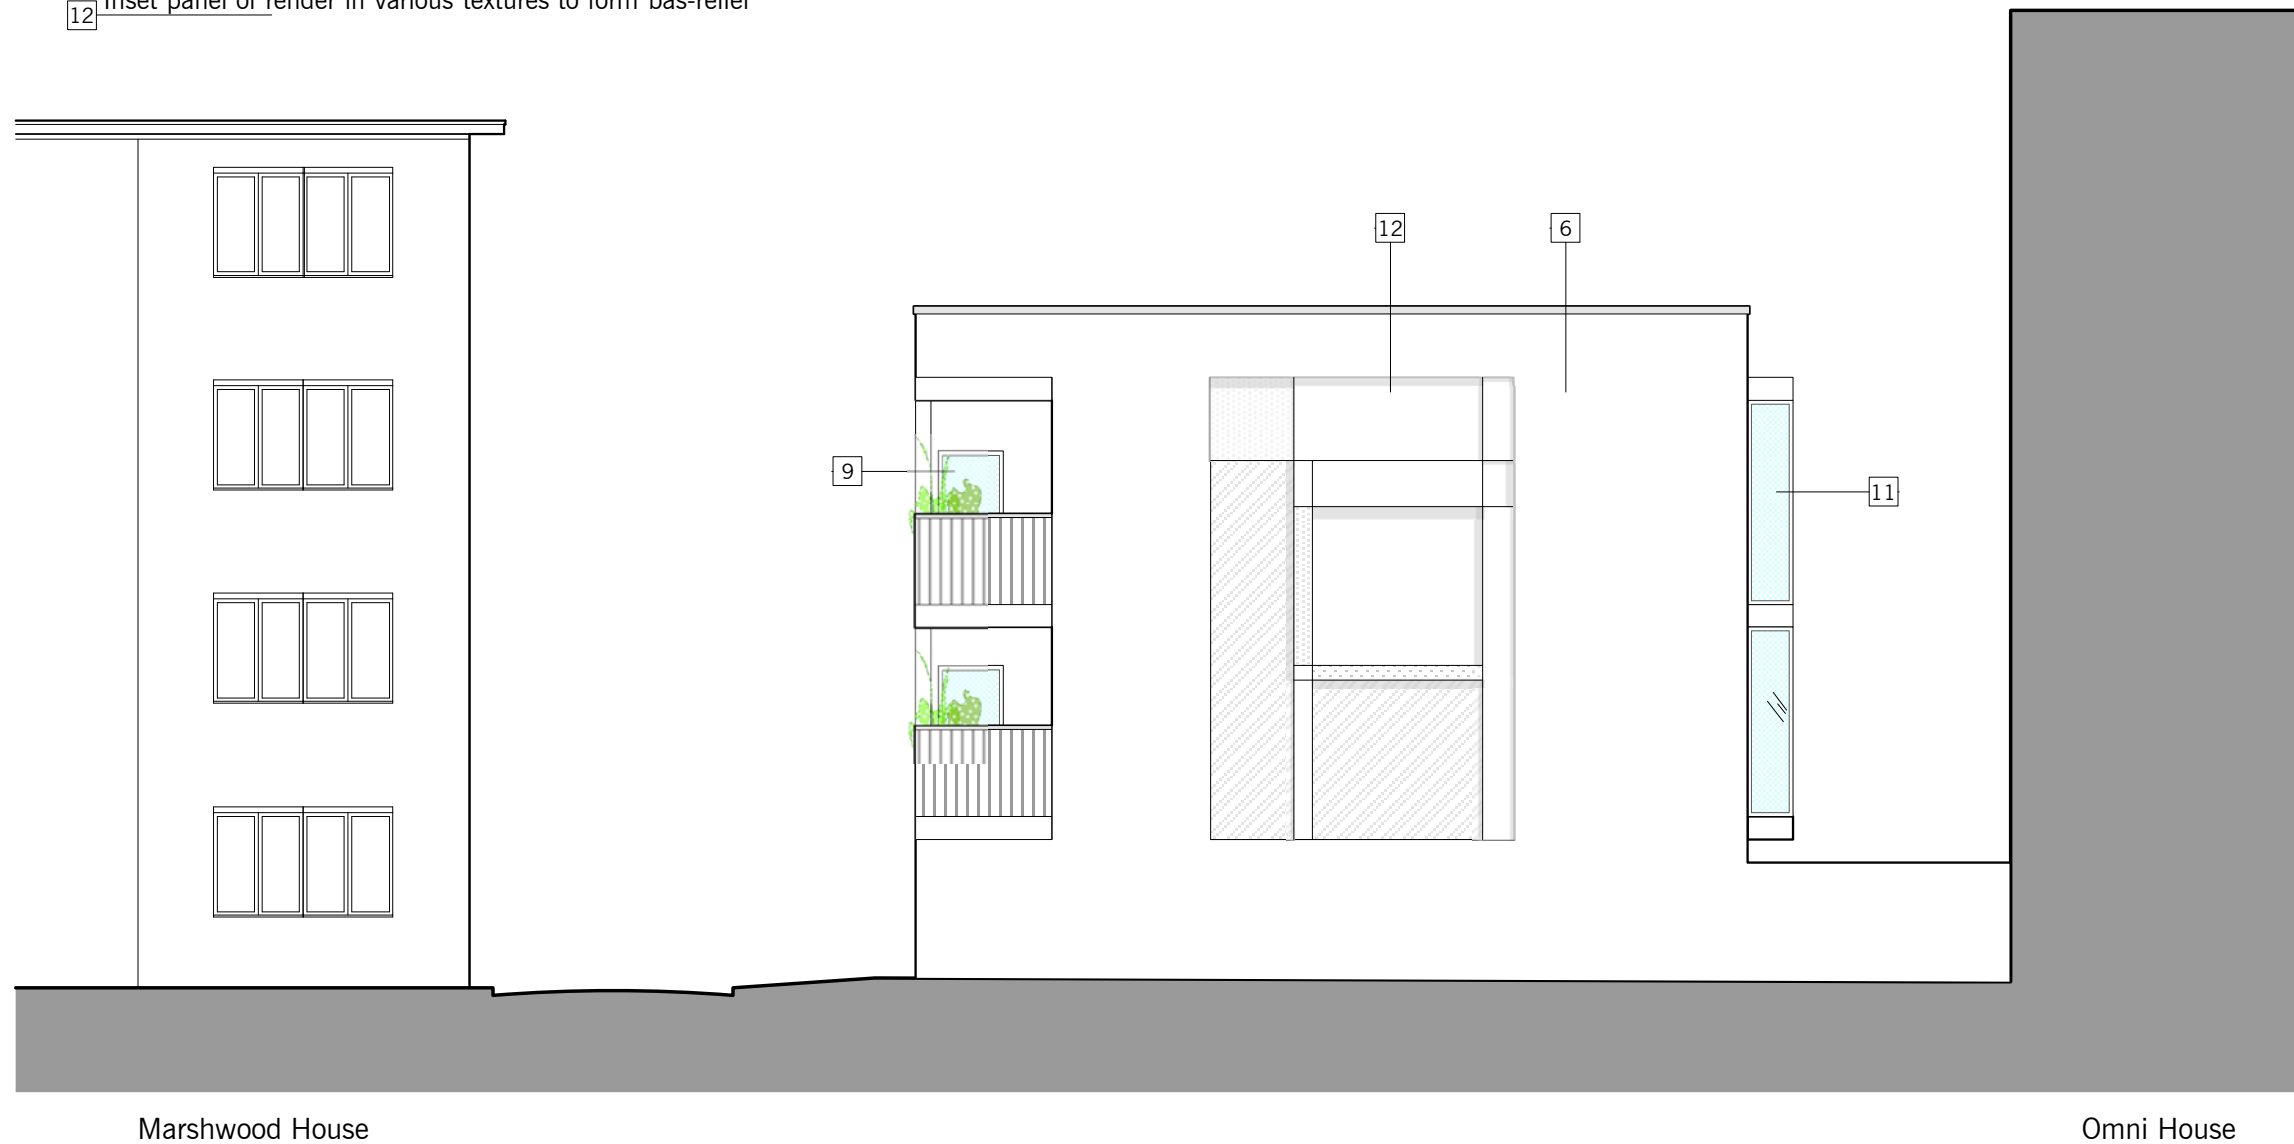 Inset panel of render in various textures to form bas-relief
12
12
6
9
11
Marshwood House
Omni House